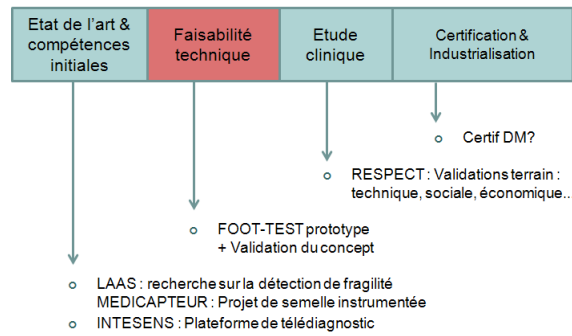 Etat de l'art &
compétences
initiales
Faisabilité
technique
Etude
clinique
Certification &
Industrialisation
Certif DM?
RESPECT : Validations terrain :
technique, sociale, économique..
FOOT-TEST prototype
+ Validation du concept
LAAS : recherche sur la détection de fragilité
MEDICAPTEUR : Projet de semelle instrumentée
INTESENS : Plateforme de télédiagnostic